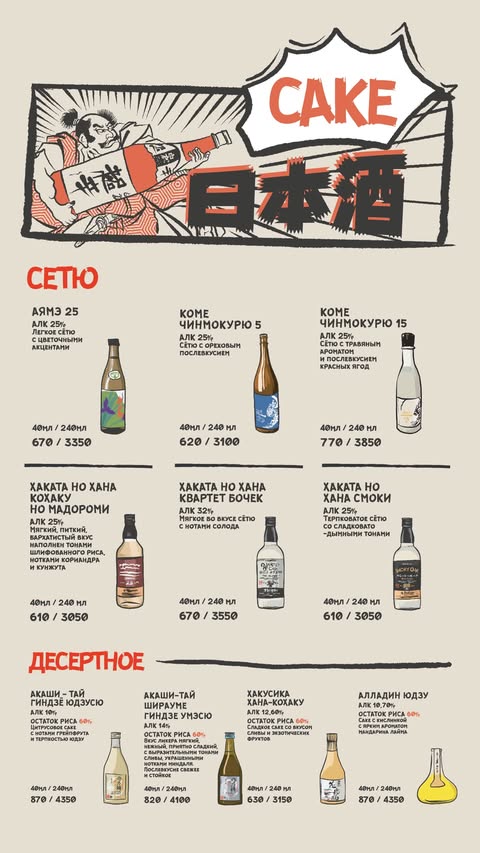 САКЕ
日本酒
СЕТЮ
АЯМЭ 25
АЛК 25%
ЛЕГКОЕ СЁТЮ
С ЦВЕТОЧНЫМИ
АКЦЕНТАМИ
40МЛ / 240 МЛ
670 / 3350
КОМЕ
ЧИНМОКУРЮ 5
АЛК 25%
СЁТЮ С ОРЕХОВЫМ
ПОСЛЕВКУСИЕМ
40МЛ / 240 МЛ
620 / 3100
КОМЕ
ЧИНМОКУРЮ 15
АЛК 25%
СЁТЮ С ТРАВЯНЫМ
АРОМАТОМ
И ПОСЛЕВКУСИЕМ
КРАСНЫХ ЯГОД
40МЛ / 240МЛ
770 / 3850
ХАКАТА НО ХАНА
КОХАКУ
НО МАДОРОМИ
АЛК 25%
МЯГКИЙ, ПИТКИЙ,
БАРХАТИСТЫЙ ВКУС
НАПОЛНЕН ТОНАМИ
ШЛИФОВАННОГО РИСА,
НОТКАМИ КОРИАНДРА
И КУНЖУТА
40МЛ / 240 МЛ
610 / 3050
ХАКАТА НО ХАНА
КВАРТЕТ БОЧЕК
АЛК 32%
МЯГКОЕ ВО ВКУСЕ СЁТЮ
С НОТАМИ СОЛОДА
40МЛ / 240 МЛ
670 / 3550
ХАКАТА НО
ХАНА СМОКИ
АЛК 25%
ТЕРПКОВАТОЕ СЁТЮ
СО СЛАДКОВАТО
-ДЫМНЫМИ ТОНАМИ
40МЛ / 240 МЛ
610 / 3050
ДЕСЕРТНОЕ
АКАШИ - ТАЙ
ГИНДЗЕ ЮДЗУСЮ
АЛК 10%
ОСТАТОК РИСА 60%
ЦИТРУСОВОЕ САКЕ
С НОТАМИ ГРЕЙПФРУТА
И ТЕРПКОСТЬЮ ЮДЗУ
40МЛ / 240МЛ
870 / 4350
АКАШИ-ТАЙ
ШИРАУМЕ
ГИНДЗЕ УМЭСЮ
АЛК 14%
ОСТАТОК РИСА 60%
ВКУС ЛИКЕРА МЯГКИЙ,
НЕЖНЫЙ, ПРИЯТНО СЛАДКИЙ,
С ВЫРАЗИТЕЛЬНЫМИ ТОНАМИ
СЛИВЫ, УКРАШЕННЫМИ
НОТКАМИ МИНДАЛЯ.
ПОСЛЕВКУСИЕ СВЕЖЕЕ
И СТОЙКОЕ
40МЛ / 240МЛ
820 / 4100
ХАКУСИКА
ХАНА-КОХАКУ
АЛК 12,60%
ОСТАТОК РИСА 60%
СЛАДКОЕ САКЕ СО ВКУСОМ
СЛИВЫ И ЭКЗОТИЧЕСКИХ
ФРУКТОВ
40МЛ / 240МЛ
630 / 3150
АЛЛАДИН ЮДЗУ
АЛК 10,70%
ОСТАТОК РИСА 60%
САКЕ С КИСЛИНКОЙ
С ЯРКИМ АРОМАТОМ
МАНДАРИНА ЛАЙМА
40МЛ / 240МЛ
870 / 4350